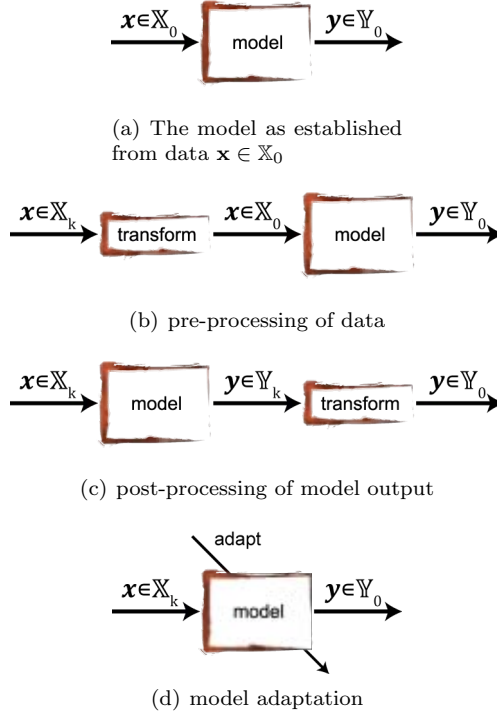 x∈𝕏₀ model y∈𝕐₀
(a) The model as established
from data x ∈ 𝕏₀
x∈𝕏ₖ transform x∈𝕏₀ model y∈𝕐₀
(b) pre-processing of data
x∈𝕏ₖ model y∈𝕐ₖ transform y∈𝕐₀
(c) post-processing of model output
adapt
x∈𝕏ₖ model y∈𝕐₀
(d) model adaptation